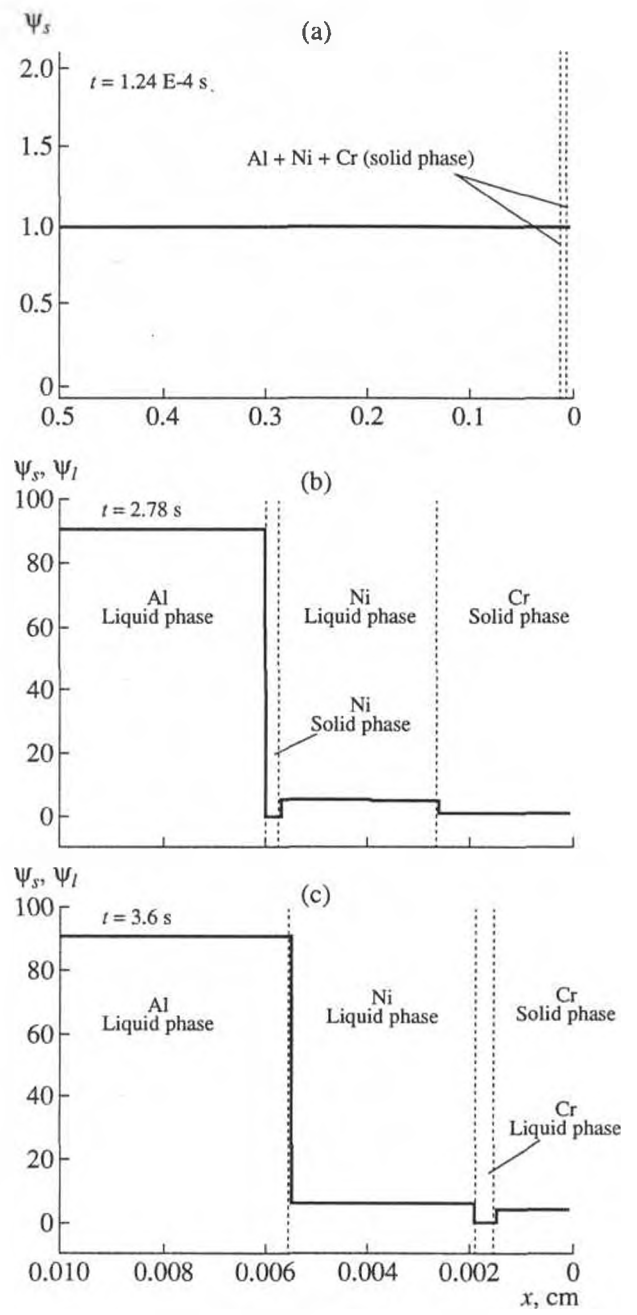 (a)
Ψs
t = 1.24 E-4 s
2.0
Al + Ni + Cr (solid phase)
1.5
1.0
0.5
0
0.5 0.4 0.3 0.2 0.1 0
Ψs, Ψl
(b)
t = 2.78 s
100
80
60
40
20
0
Al
Liquid phase
Ni
Liquid phase
Cr
Solid phase
Ni
Solid phase
Ψs, Ψl
(c)
t = 3.6 s
100
80
60
40
20
0
Al
Liquid phase
Ni
Liquid phase
Cr
Solid phase
Cr
Liquid phase
0.010 0.008 0.006 0.004 0.002 0
x, cm